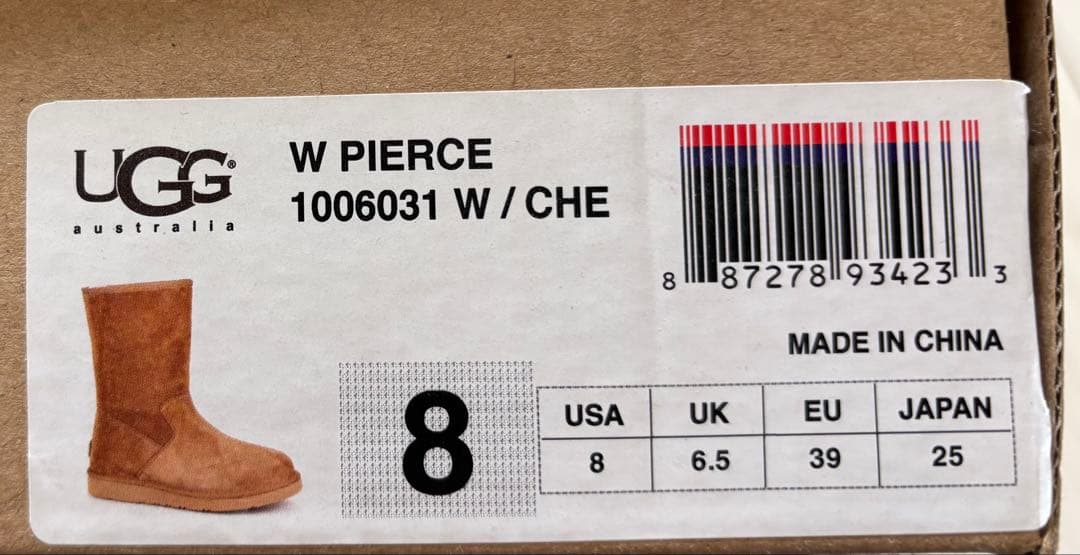 UGG®
australia
W PIERCE
1006031 W / CHE
8 87278 93423 3
MADE IN CHINA
8
USA UK EU JAPAN
8 6.5 39 25